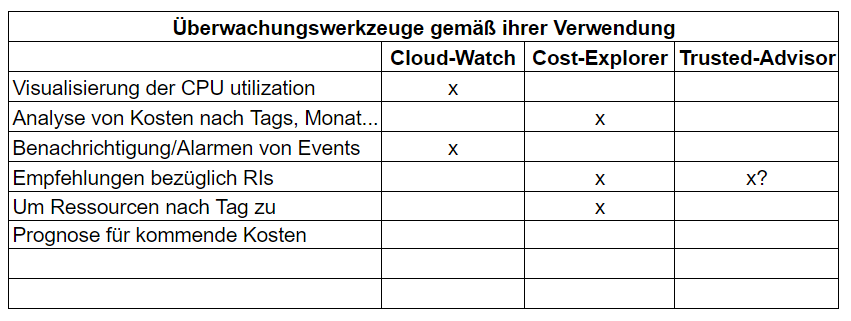 Überwachungswerkzeuge gemäß ihrer Verwendung
Cloud-Watch Cost-Explorer Trusted-Advisor
Visualisierung der CPU utilization x
Analyse von Kosten nach Tags, Monat... x
Benachrichtigung/Alarmen von Events x
Empfehlungen bezüglich RIs x x?
Um Ressourcen nach Tag zu x
Prognose für kommende Kosten